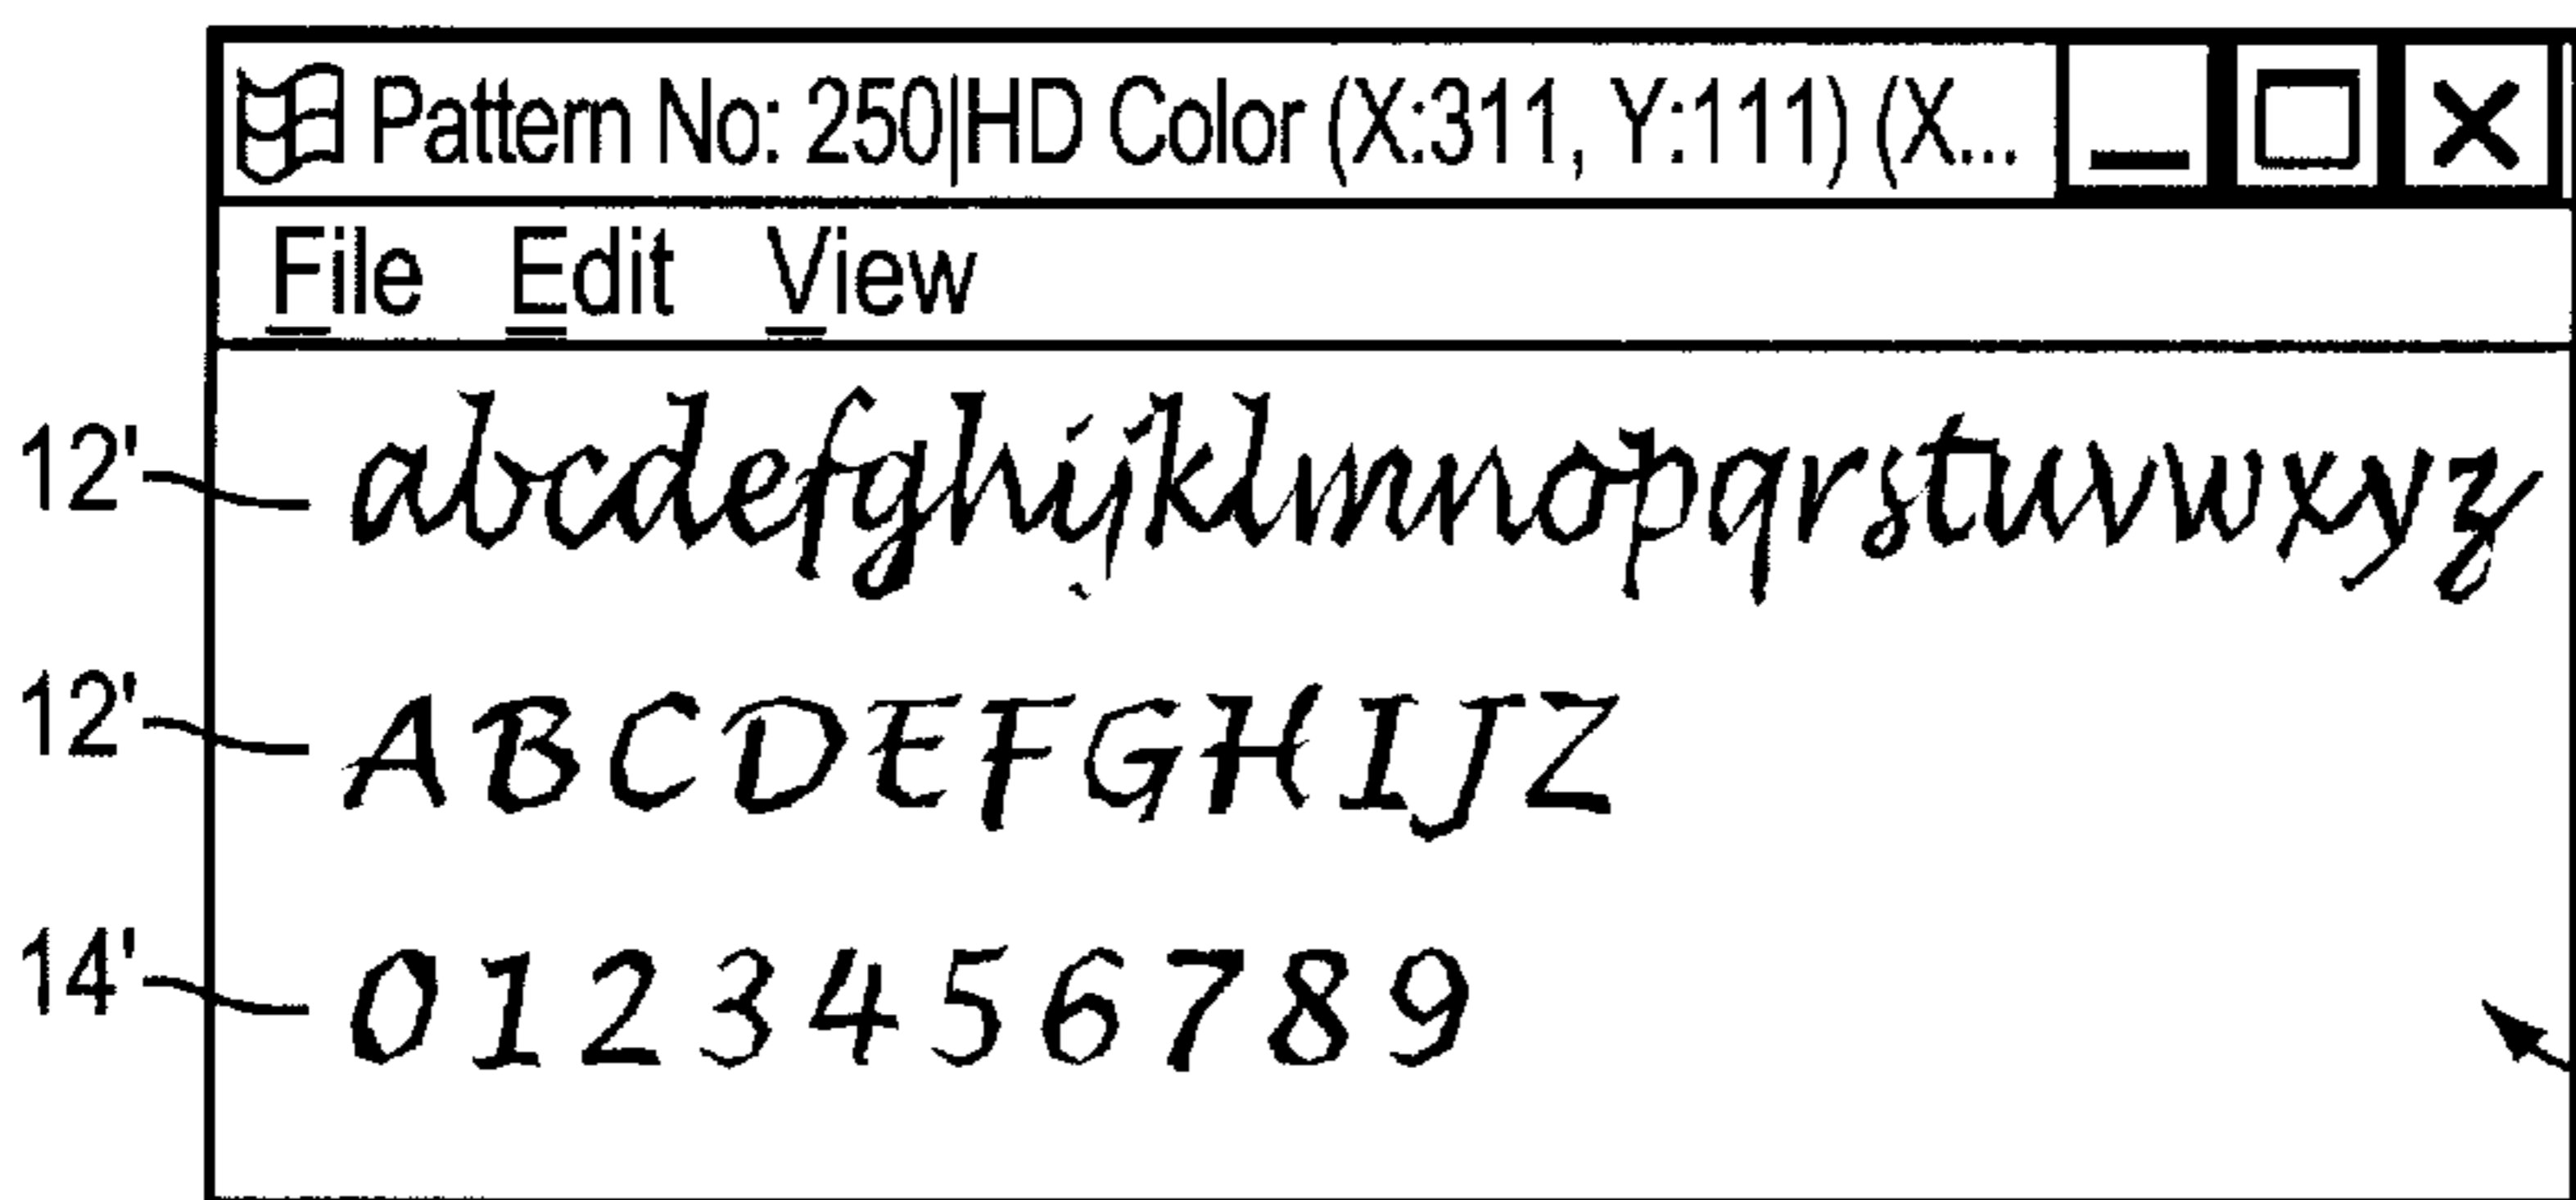 Pattern No: 250|HD Color (X:311, Y:111) (X...
File Edit View
12' abcdefghijklmnopqrstuvwxyz
12' ABCDEFGHIJZ
14' 0123456789